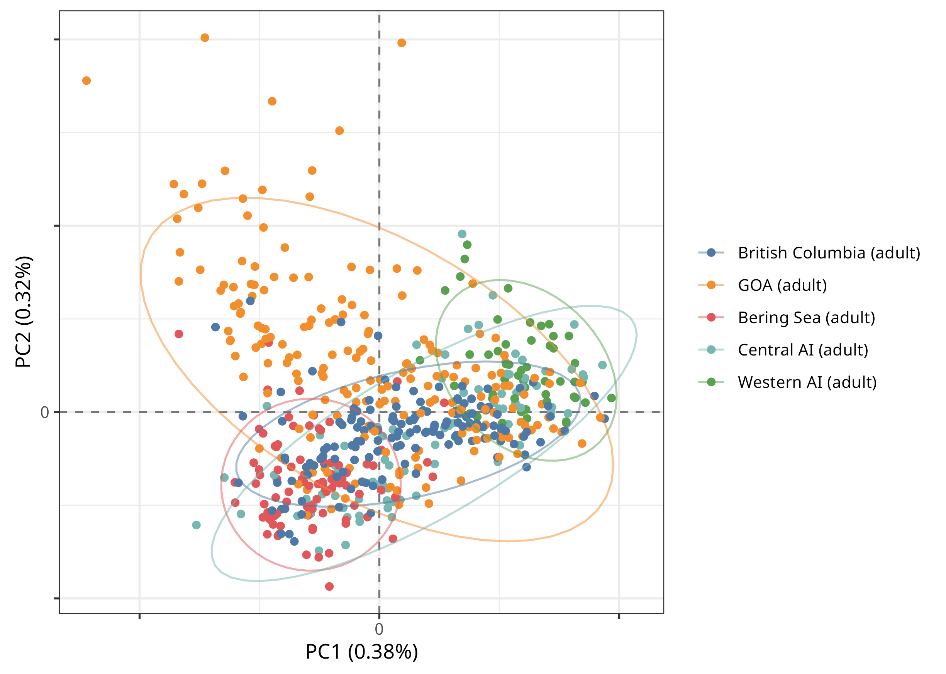 PC2 (0.32%)
0
0
PC1 (0.38%)
British Columbia (adult)
GOA (adult)
Bering Sea (adult)
Central AI (adult)
Western AI (adult)